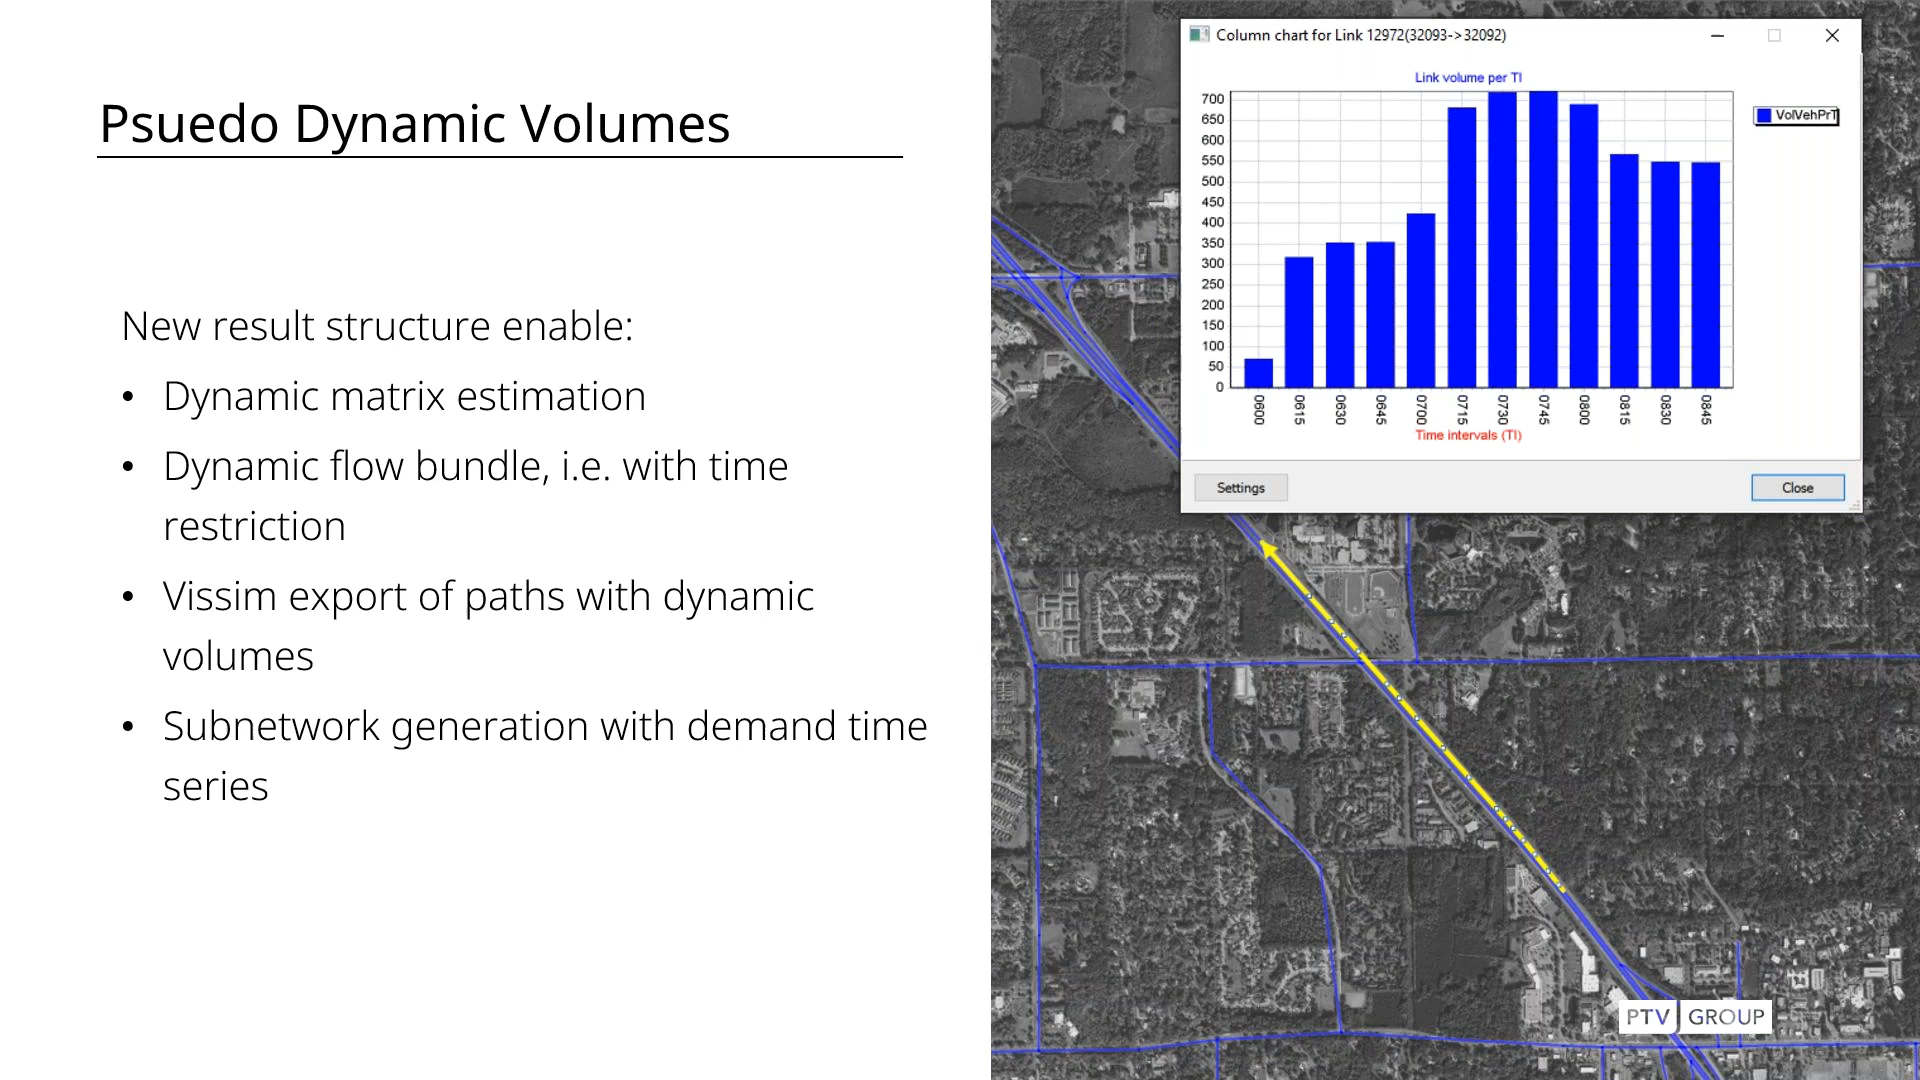 Psuedo Dynamic Volumes
New result structure enable:
• Dynamic matrix estimation
• Dynamic flow bundle, i.e. with time
restriction
• Vissim export of paths with dynamic
volumes
• Subnetwork generation with demand time
series
Column chart for Link 12972(32093->32092)
Link volume per TI
700
650
600
550
500
450
400
350
300
250
200
150
100
50
0
VolVehPrT
0600 0615 0630 0645 0700 0715 0730 0745 0800 0815 0830 0845
Time intervals (TI)
Settings
Close
PTV GROUP